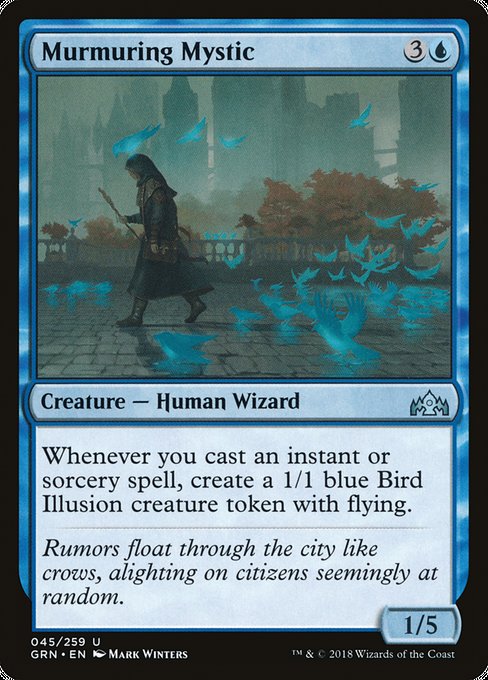 Murmuring Mystic 3
Creature — Human Wizard
Whenever you cast an instant or
sorcery spell, create a 1/1 blue Bird
Illusion creature token with flying.
Rumors float through the city like
crows, alighting on citizens seemingly at
random.
1/5
045/259 U
GRN • EN Mark Winters
™ & © 2018 Wizards of the Coast